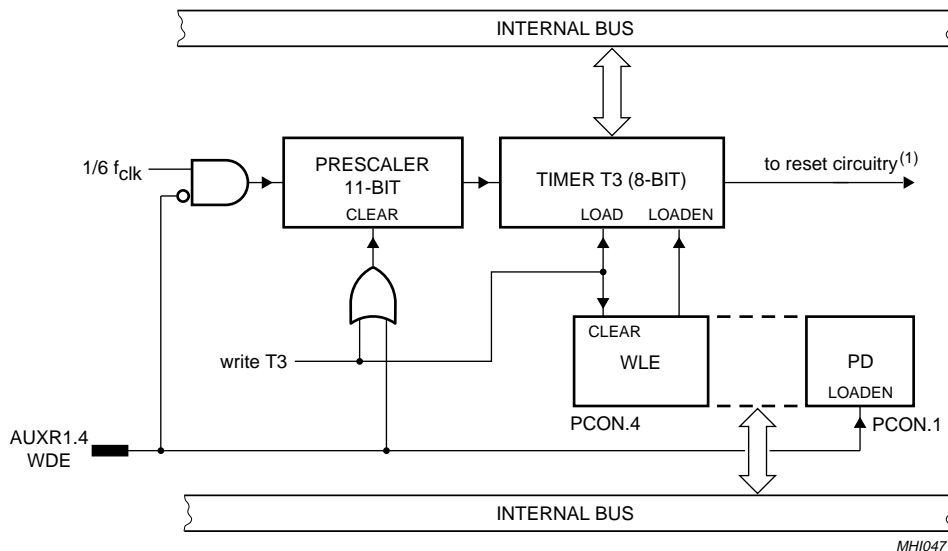 INTERNAL BUS
1/6 fclk
PRESCALER
11-BIT
CLEAR
TIMER T3 (8-BIT)
LOAD LOADEN
to reset circuitry(1)
write T3
CLEAR
WLE
PCON.4
PD
LOADEN
PCON.1
AUXR1.4
WDE
INTERNAL BUS
MHI047